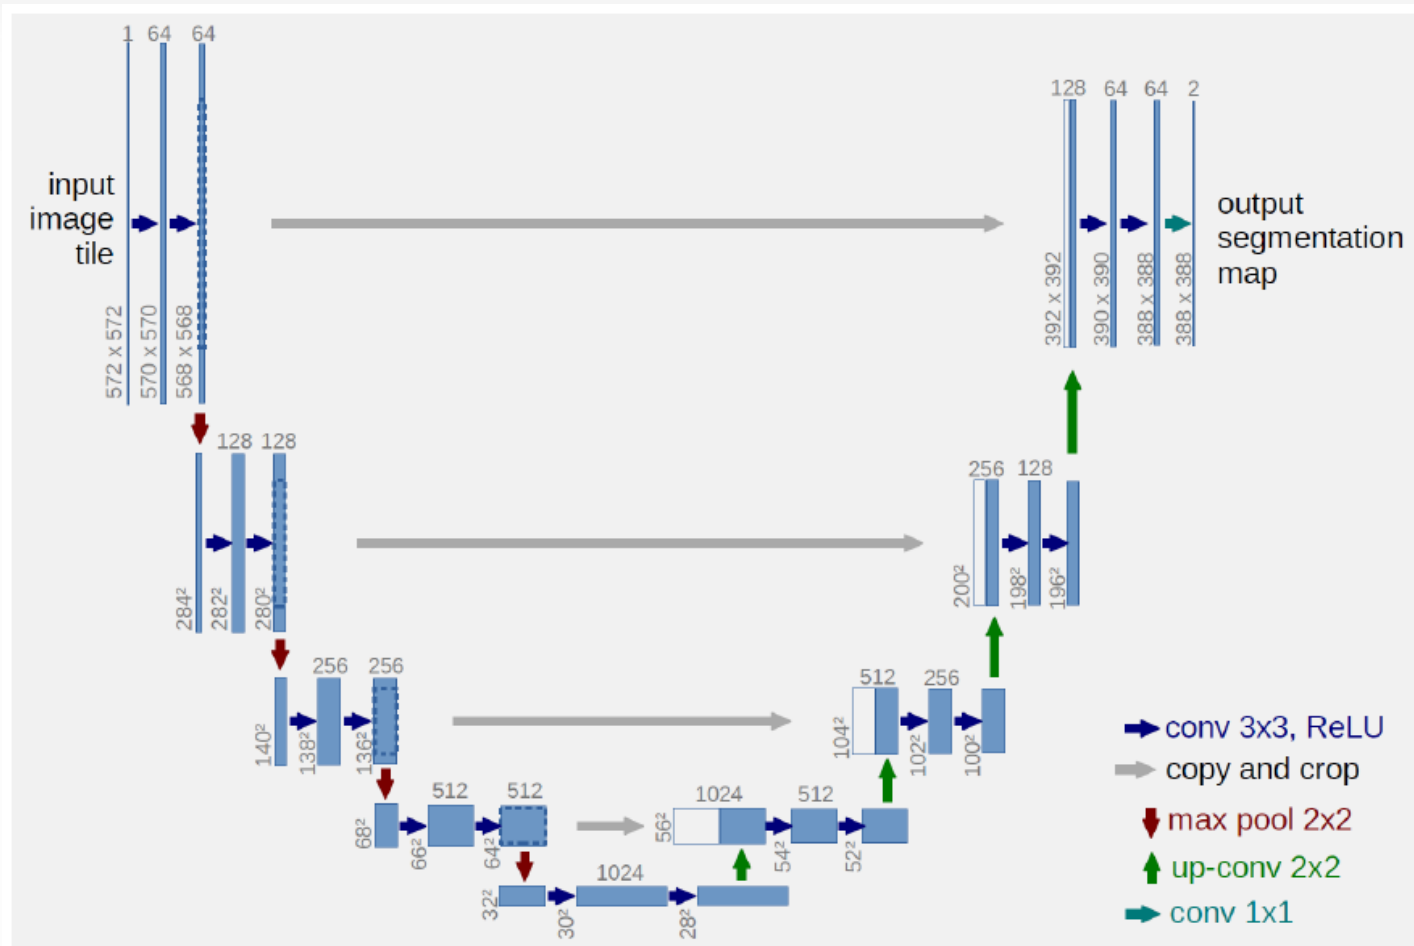 1 64 64
128 64 64 2
input
image
tile
output
segmentation
map
572 x 572
570 x 570
568 x 568
392 x 392
390 x 390
388 x 388
388 x 388
128 128
256 128
284²
282²
280²
200²
198²
196²
256 256
512 256
140²
138²
136²
104²
102²
100²
512 512
1024 512
68²
66²
64²
56²
54²
52²
1024
32²
30²
28²
conv 3x3, ReLU
copy and crop
max pool 2x2
up-conv 2x2
conv 1x1